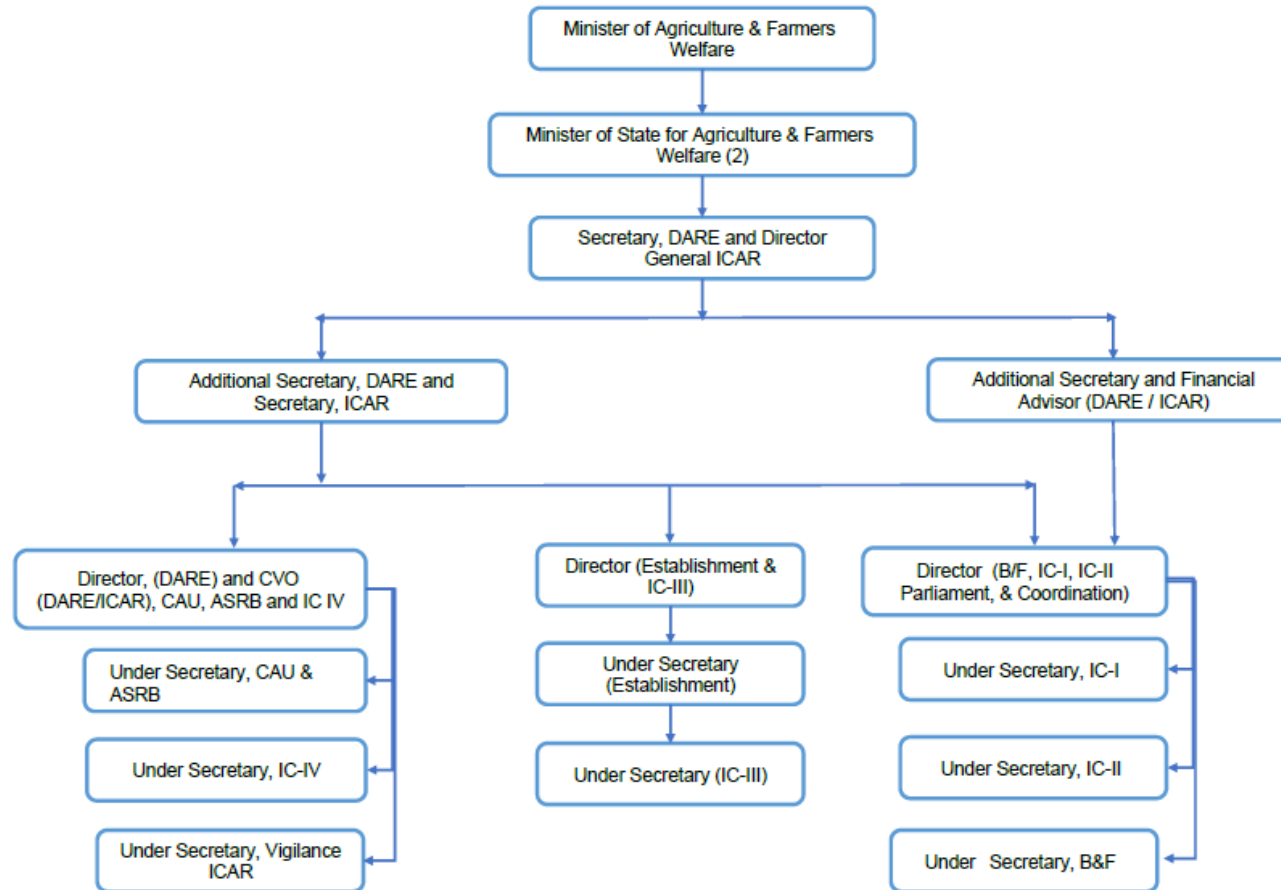 Minister of Agriculture & Farmers
Welfare
Minister of State for Agriculture & Farmers
Welfare (2)
Secretary, DARE and Director
General ICAR
Additional Secretary, DARE and
Secretary, ICAR
Additional Secretary and Financial
Advisor (DARE / ICAR)
Director, (DARE) and CVO
(DARE/ICAR), CAU, ASRB and IC IV
Director (Establishment &
IC-III)
Director (B/F, IC-I, IC-II
Parliament, & Coordination)
Under Secretary, CAU &
ASRB
Under Secretary
(Establishment)
Under Secretary, IC-I
Under Secretary, IC-IV
Under Secretary (IC-III)
Under Secretary, IC-II
Under Secretary, Vigilance
ICAR
Under Secretary, B&F